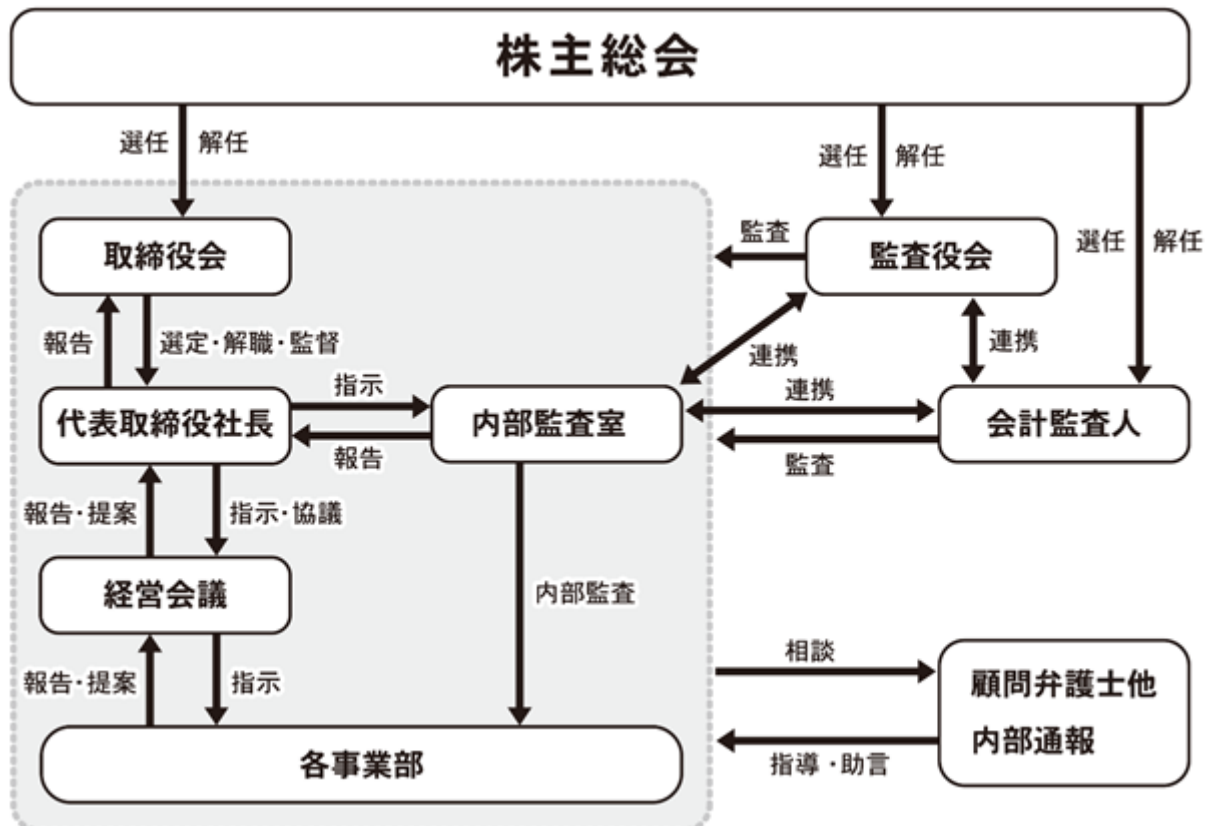 株主総会
選任 解任
選任 解任
選任 解任
取締役会
監査
監査役会
報告
選定・解職・監督
連携
連携
代表取締役社長
指示
報告
内部監査室
連携
監査
会計監査人
報告・提案
指示・協議
経営会議
内部監査
報告・提案
指示
相談
指導・助言
顧問弁護士他
内部通報
各事業部